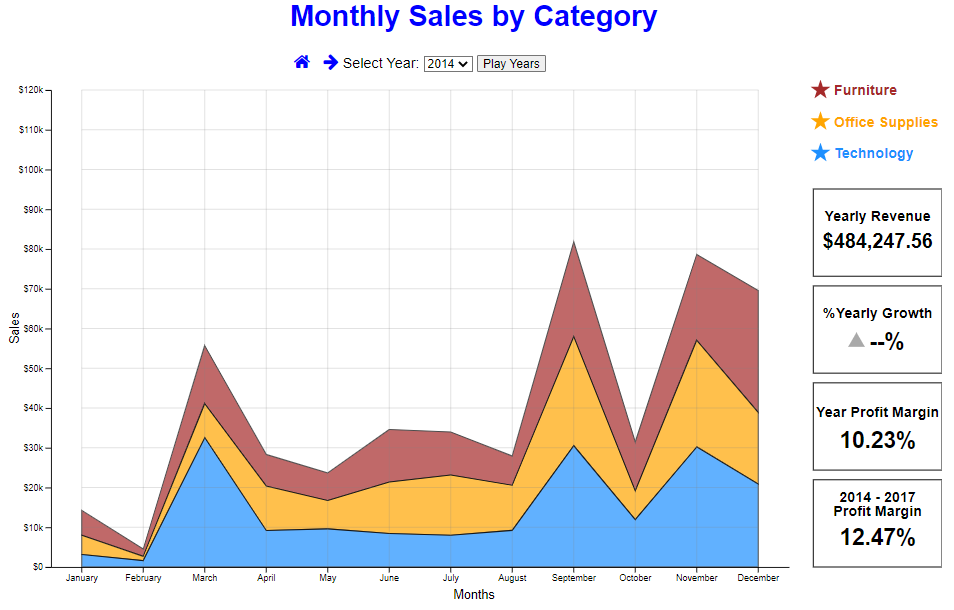 Monthly Sales by Category
Select Year: 2014 Play Years
$120k
$110k
$100k
$90k
$80k
$70k
$60k
$50k
$40k
$30k
$20k
$10k
$0
Sales
January February March April May June July August September October November December
Months
Furniture
Office Supplies
Technology
Yearly Revenue
$484,247.56
%Yearly Growth
--%
Year Profit Margin
10.23%
2014 - 2017
Profit Margin
12.47%